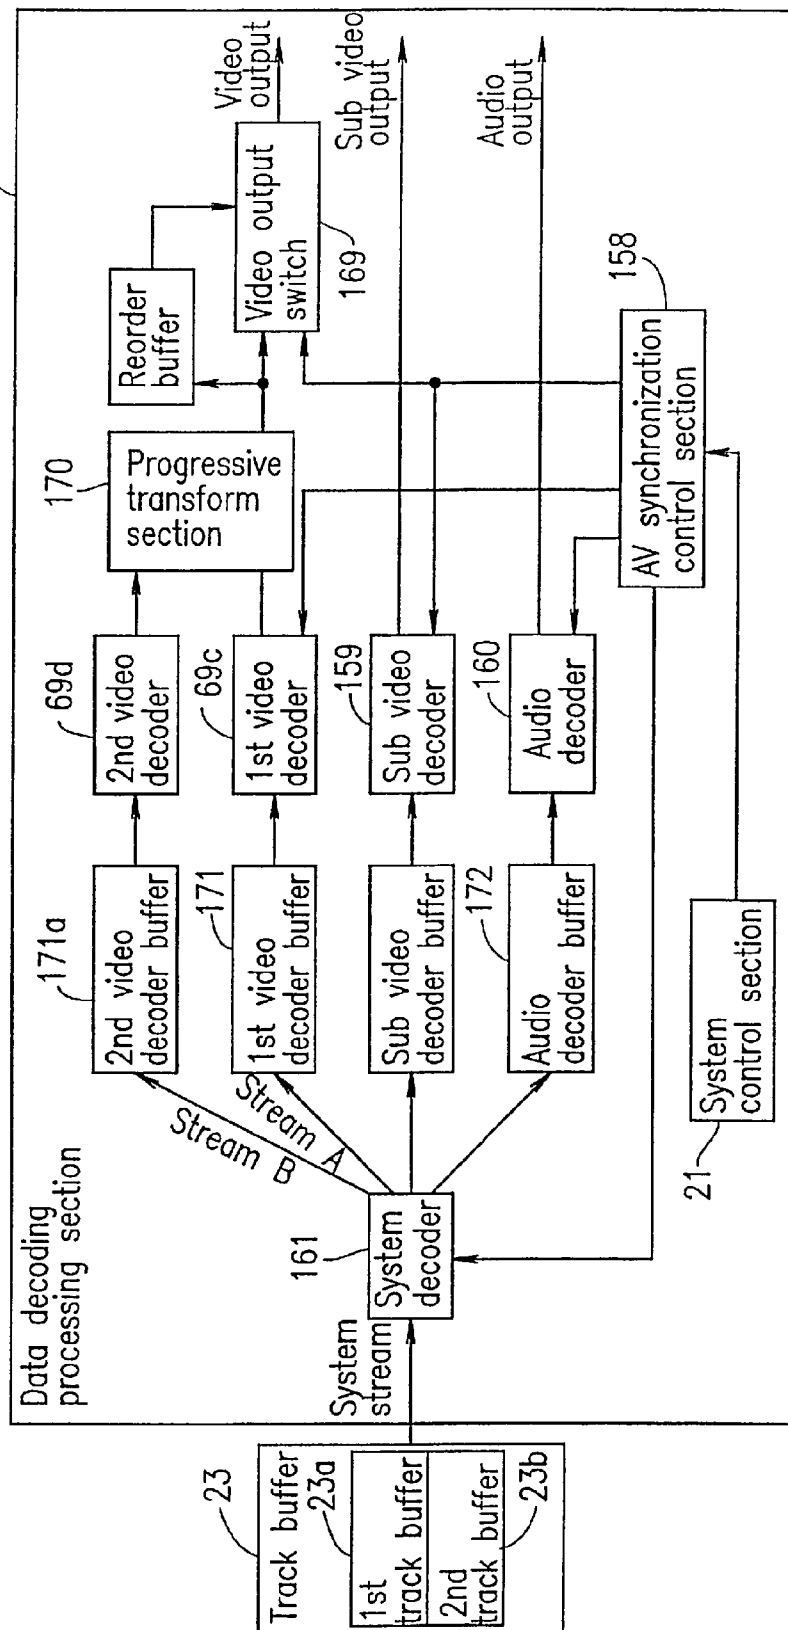 Data decoding
processing section
23
Track buffer
23a
1st
track buffer
2nd
track buffer
23b
System
stream
161
System
decoder
Stream B
Stream A
171a
2nd video
decoder buffer
171
1st video
decoder buffer
Sub video
decoder buffer
172
Audio
decoder buffer
69d
2nd video
decoder
69c
1st video
decoder
159
Sub video
decoder
160
Audio
decoder
170
Progressive
transform
section
Reorder
buffer
Video output
switch
169
Video
output
Sub video
output
Audio
output
158
AV synchronization
control section
21
System
control section